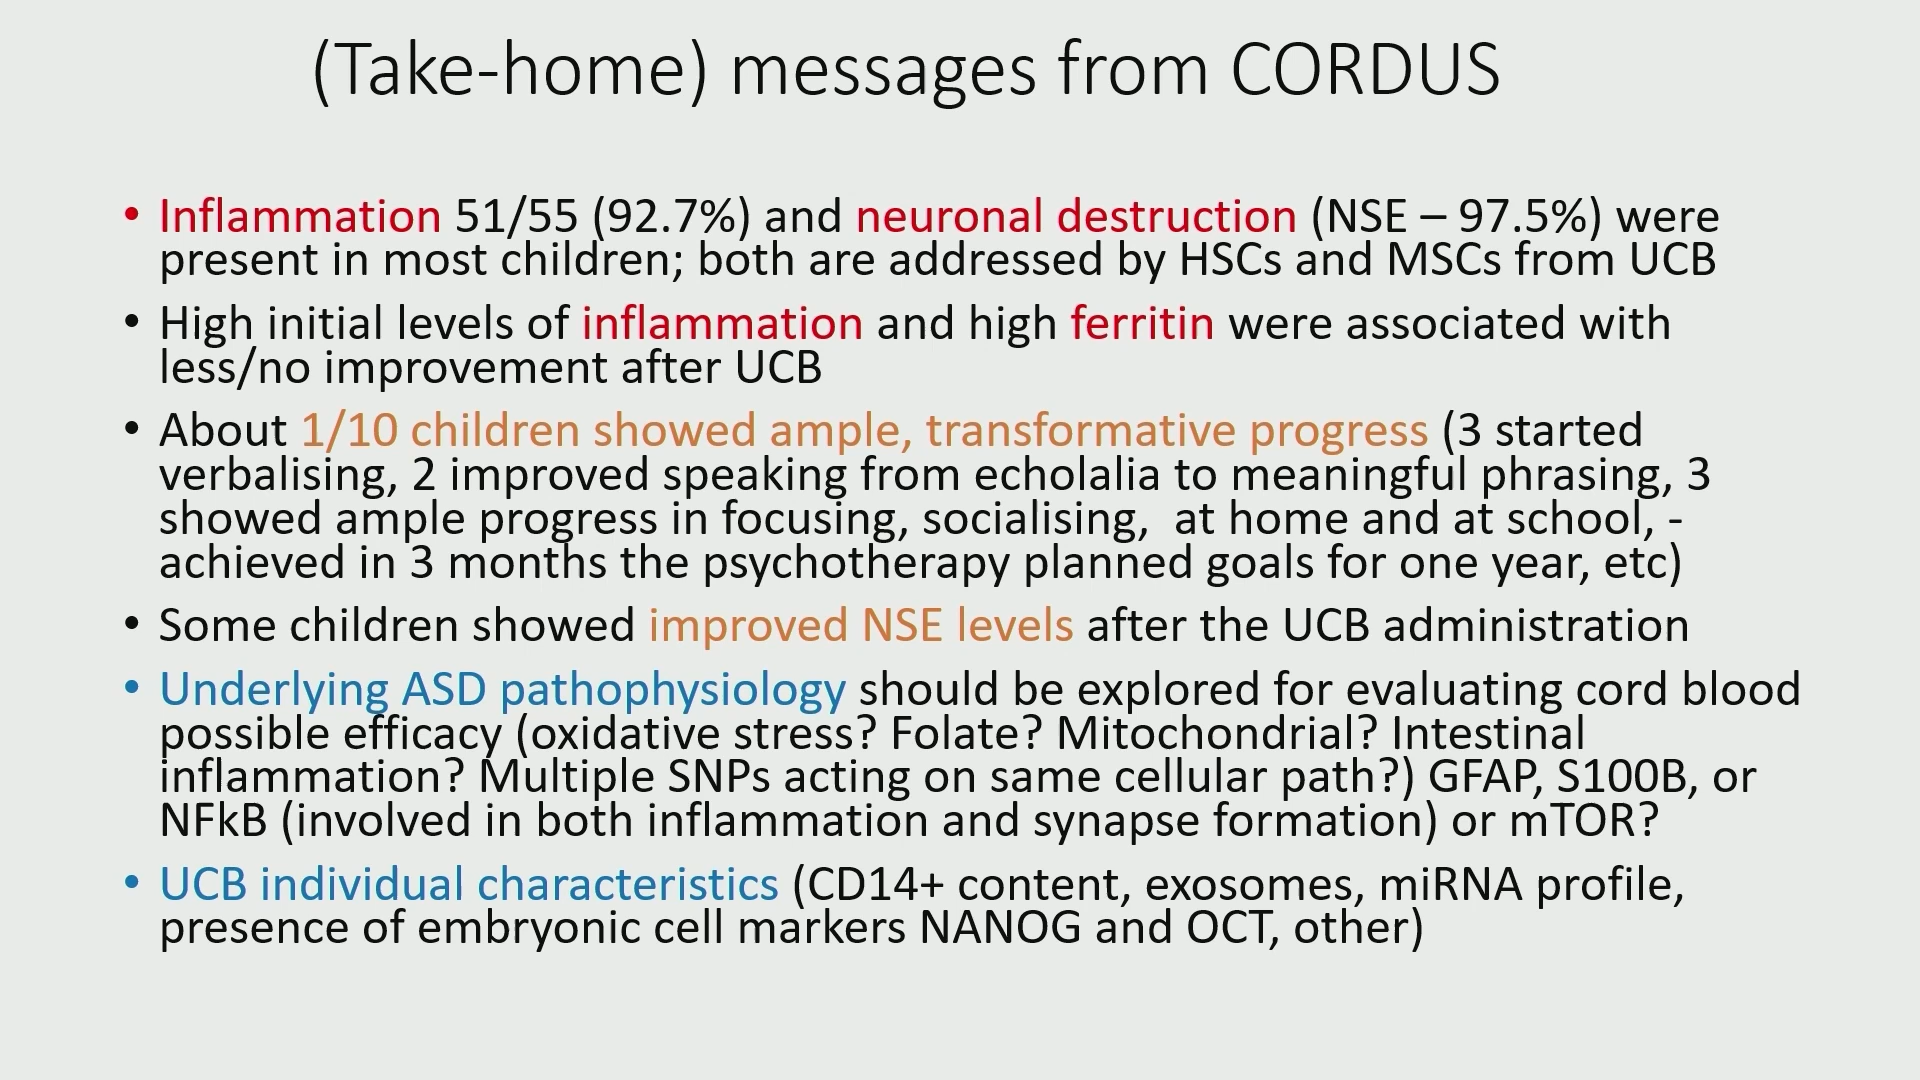 (Take-home) messages from CORDUS
• Inflammation 51/55 (92.7%) and neuronal destruction (NSE – 97.5%) were
present in most children; both are addressed by HSCs and MSCs from UCB
• High initial levels of inflammation and high ferritin were associated with
less/no improvement after UCB
• About 1/10 children showed ample, transformative progress (3 started
verbalising, 2 improved speaking from echolalia to meaningful phrasing, 3
showed ample progress in focusing, socialising,  at home and at school, -
achieved in 3 months the psychotherapy planned goals for one year, etc)
• Some children showed improved NSE levels after the UCB administration
• Underlying ASD pathophysiology should be explored for evaluating cord blood
possible efficacy (oxidative stress? Folate? Mitochondrial? Intestinal
inflammation? Multiple SNPs acting on same cellular path?) GFAP, S100B, or
NFkB (involved in both inflammation and synapse formation) or mTOR?
• UCB individual characteristics (CD14+ content, exosomes, miRNA profile,
presence of embryonic cell markers NANOG and OCT, other)